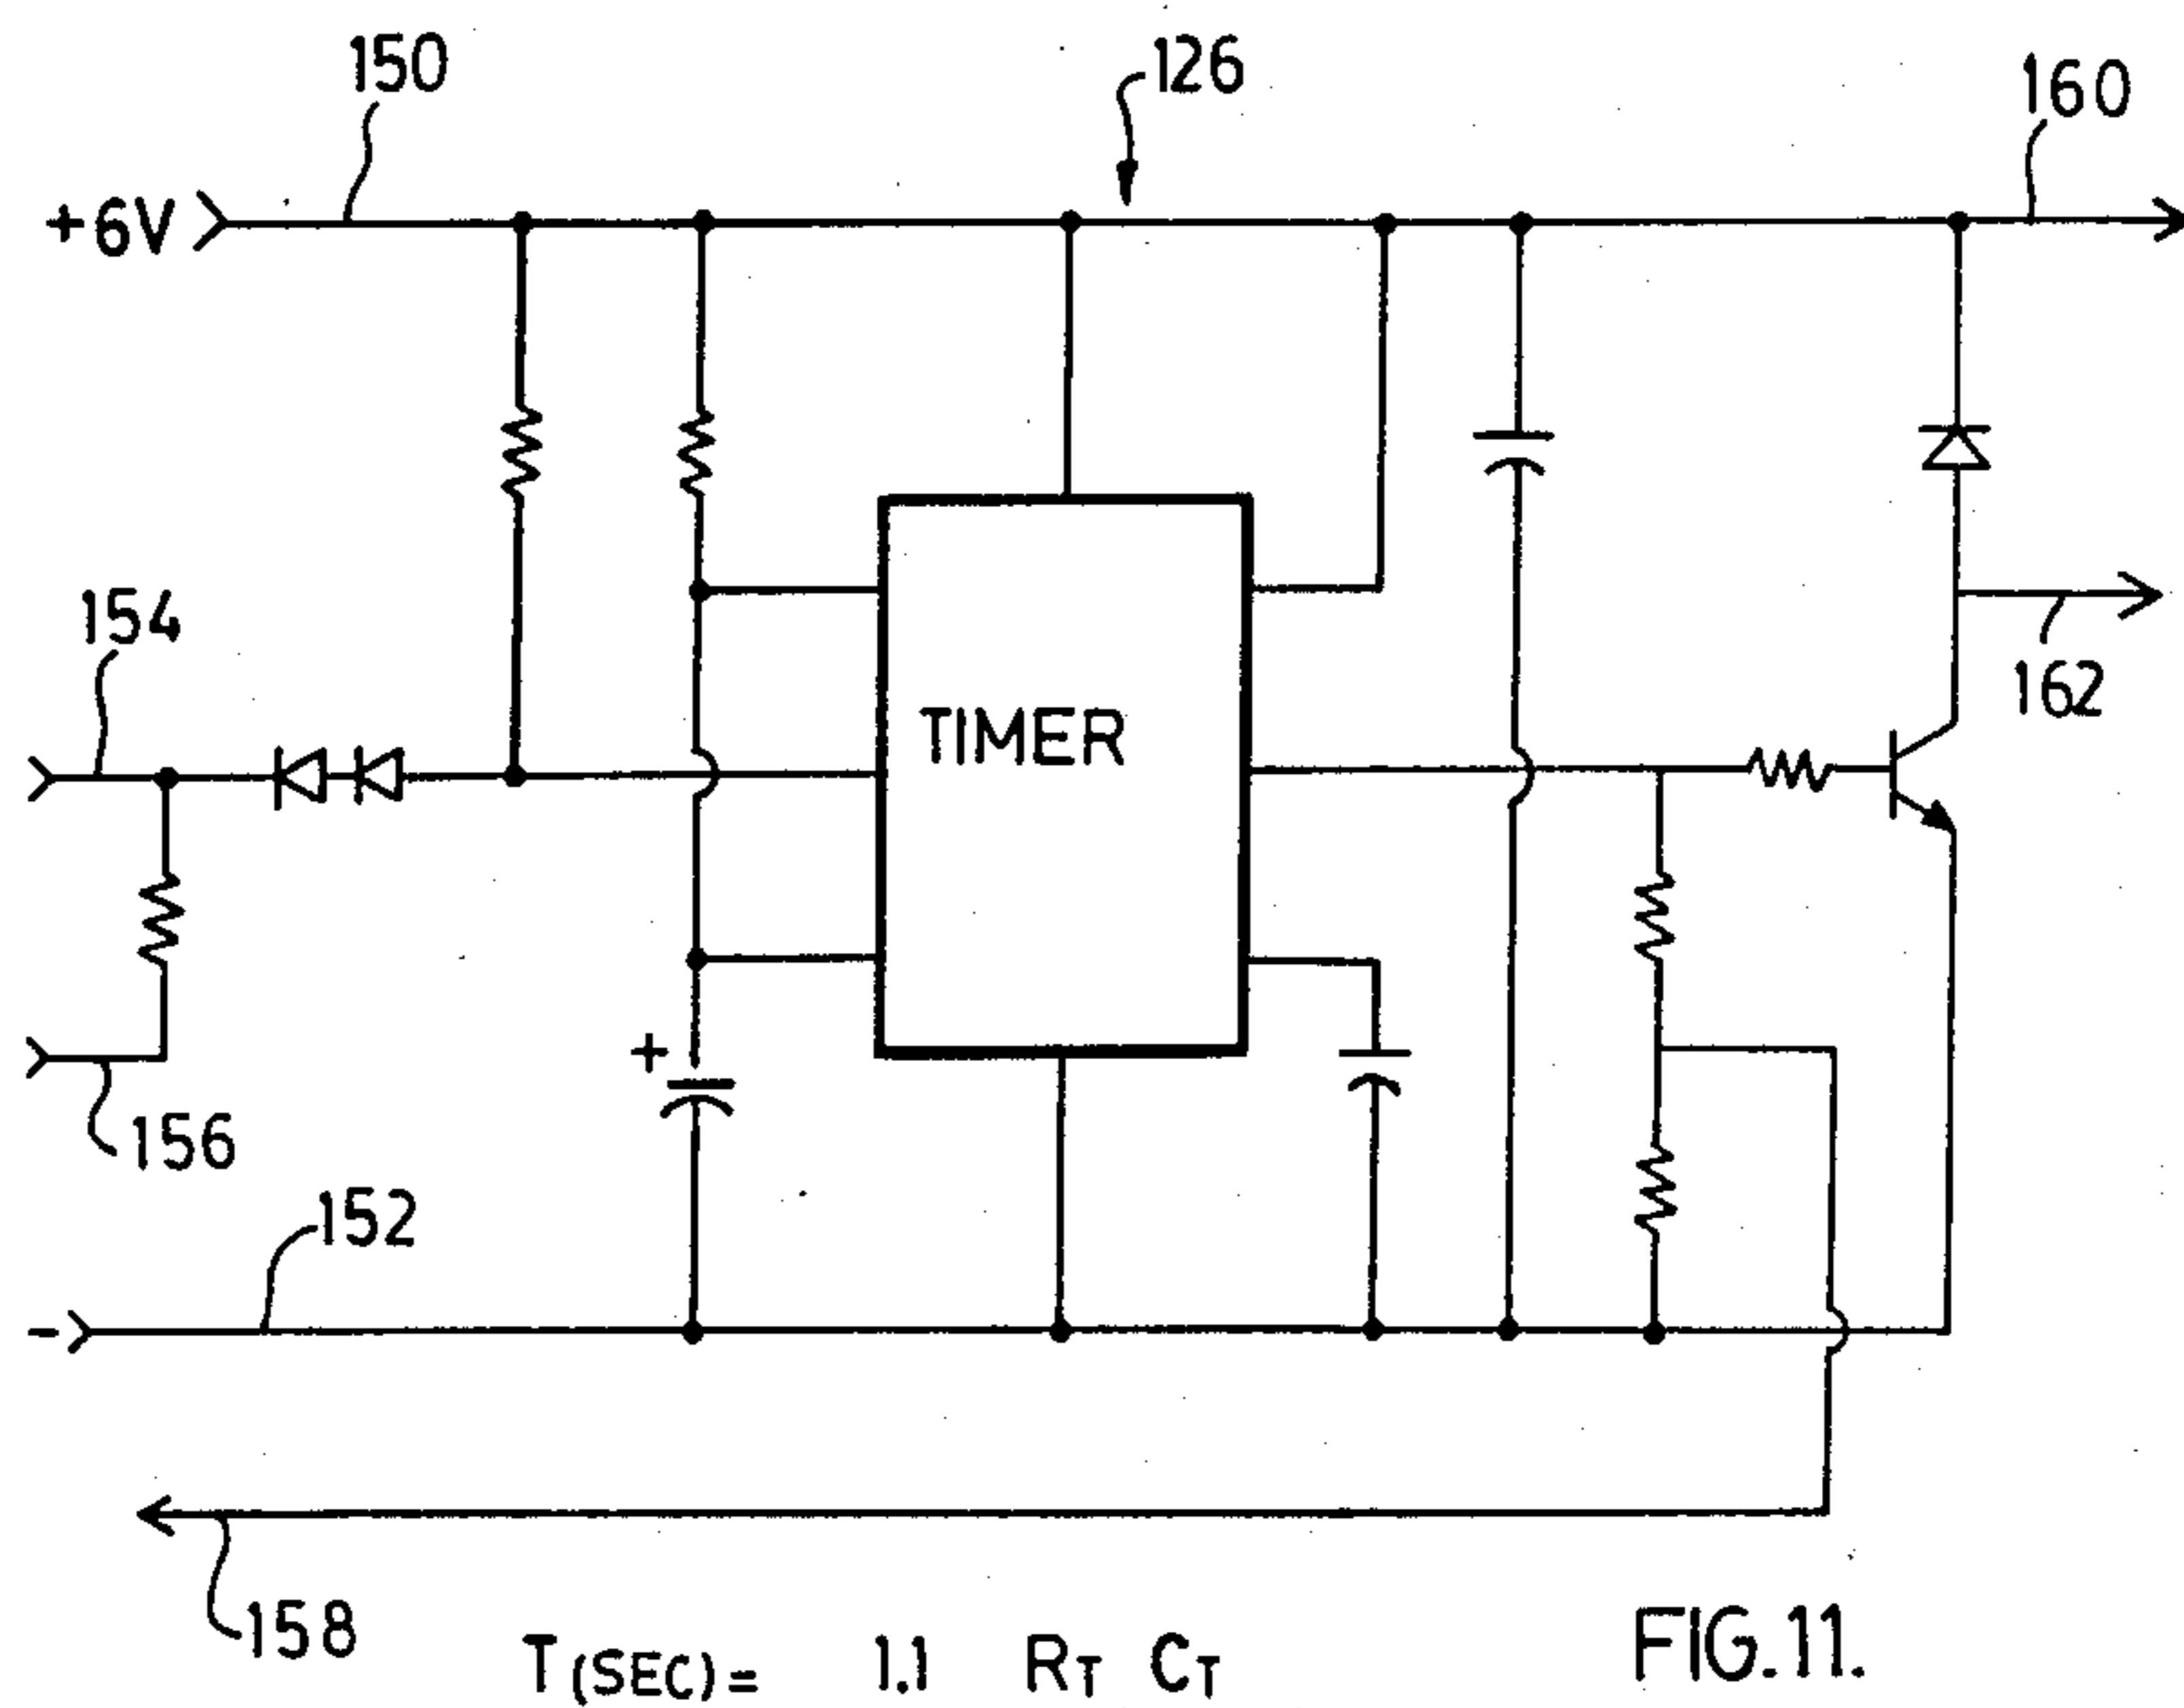 150
126
160
+6V
154
TIMER
162
156
152
-
+
158
T(SEC) = 1.1 RT CT
FIG.11.